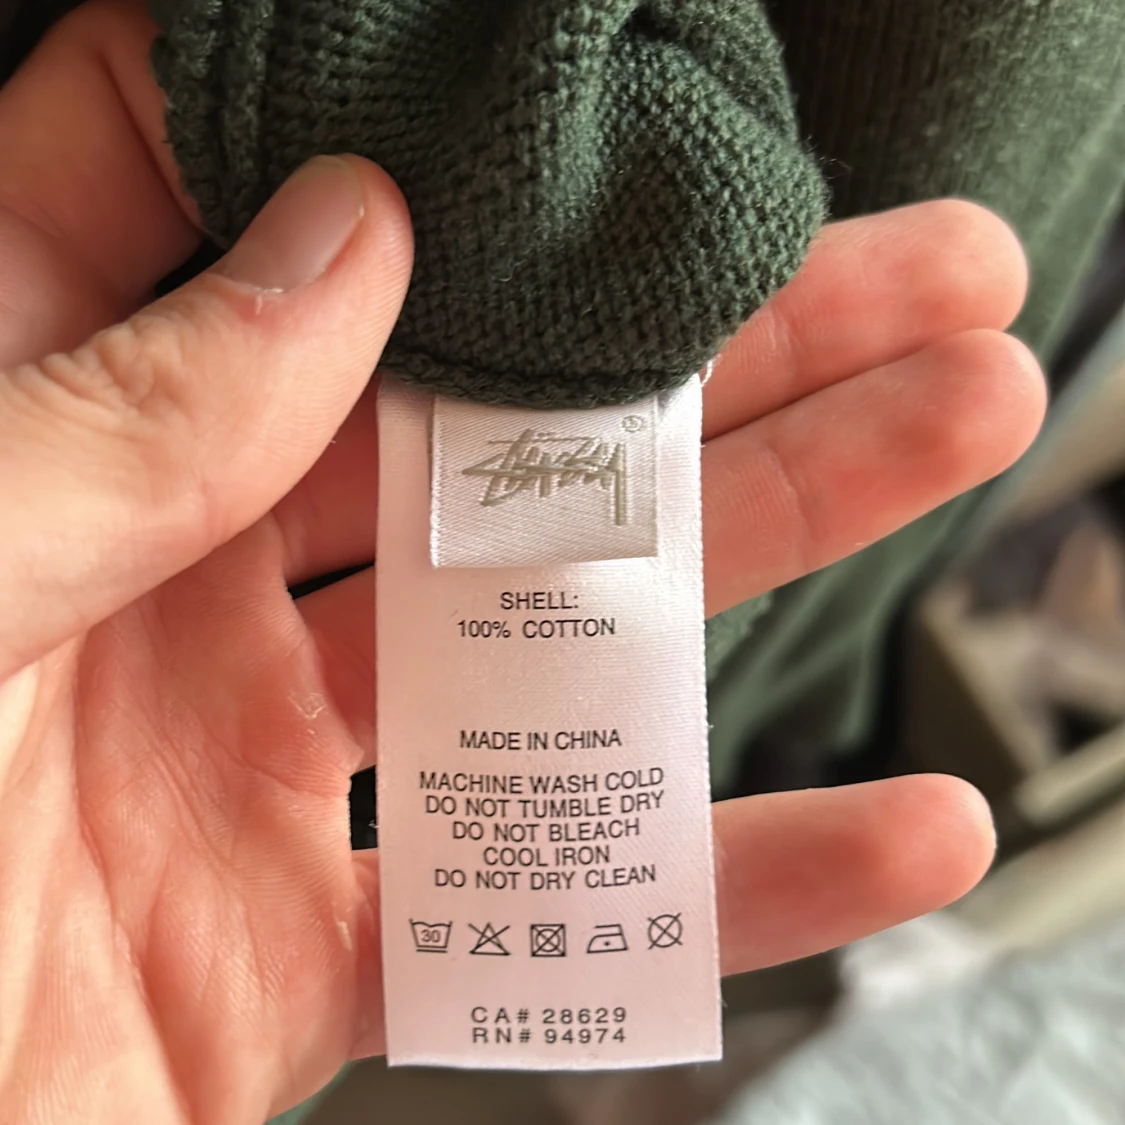 Stüssy
®
SHELL:
100% COTTON
MADE IN CHINA
MACHINE WASH COLD
DO NOT TUMBLE DRY
DO NOT BLEACH
COOL IRON
DO NOT DRY CLEAN
30
CA# 28629
RN# 94974